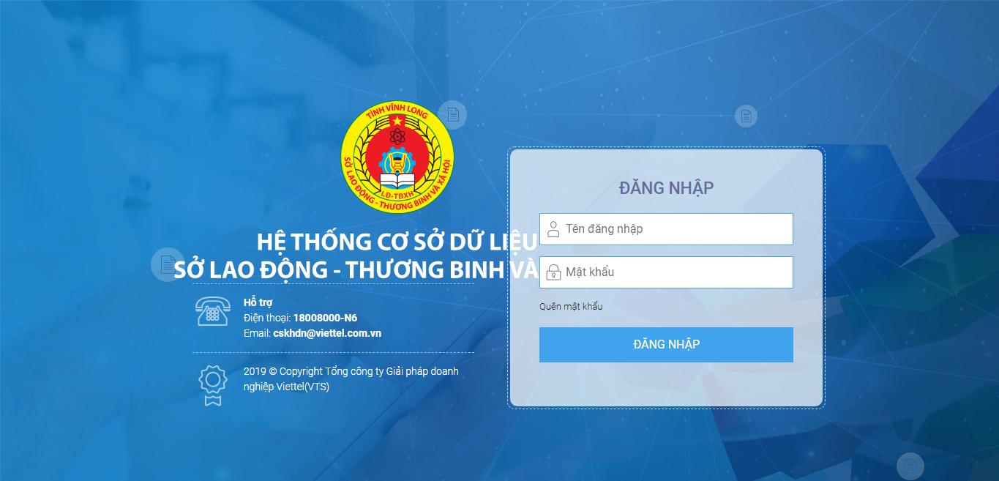 TỈNH VĨNH LONG
SỞ LAO ĐỘNG - THƯƠNG BINH VÀ XÃ HỘI
LĐ-TBXH
HỆ THỐNG CƠ SỞ DỮ LIỆU
SỞ LAO ĐỘNG - THƯƠNG BINH VÀ
Hỗ trợ
Điện thoại: 18008000-N6
Email: cskhdn@viettel.com.vn
2019 © Copyright Tổng công ty Giải pháp doanh
nghiệp Viettel(VTS)
ĐĂNG NHẬP
Tên đăng nhập
Mật khẩu
Quên mật khẩu
ĐĂNG NHẬP